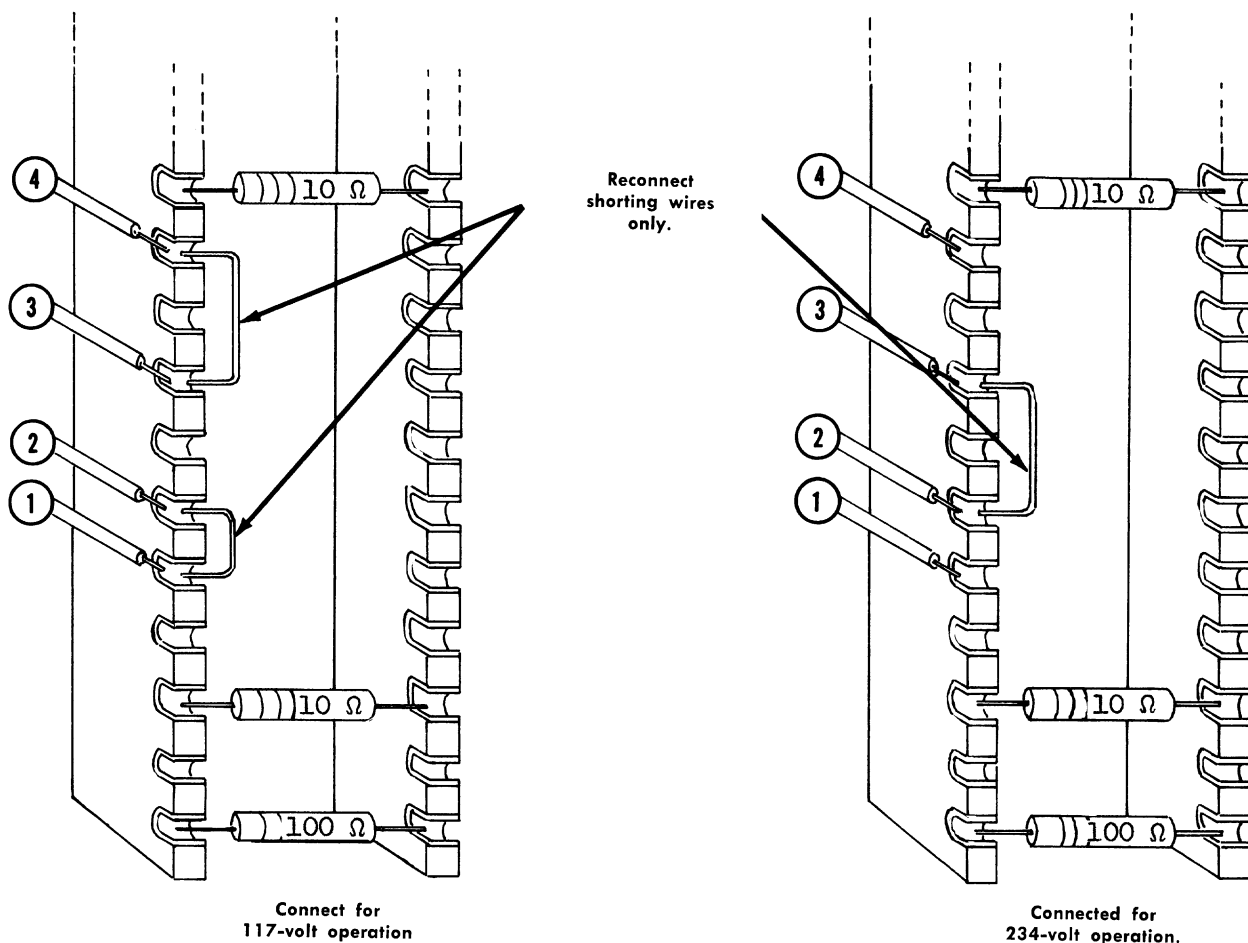 4
10 Ω
3
2
1
10 Ω
100 Ω
Connect for
117-volt operation
Reconnect
shorting wires
only.
4
10 Ω
3
2
1
10 Ω
100 Ω
Connected for
234-volt operation.